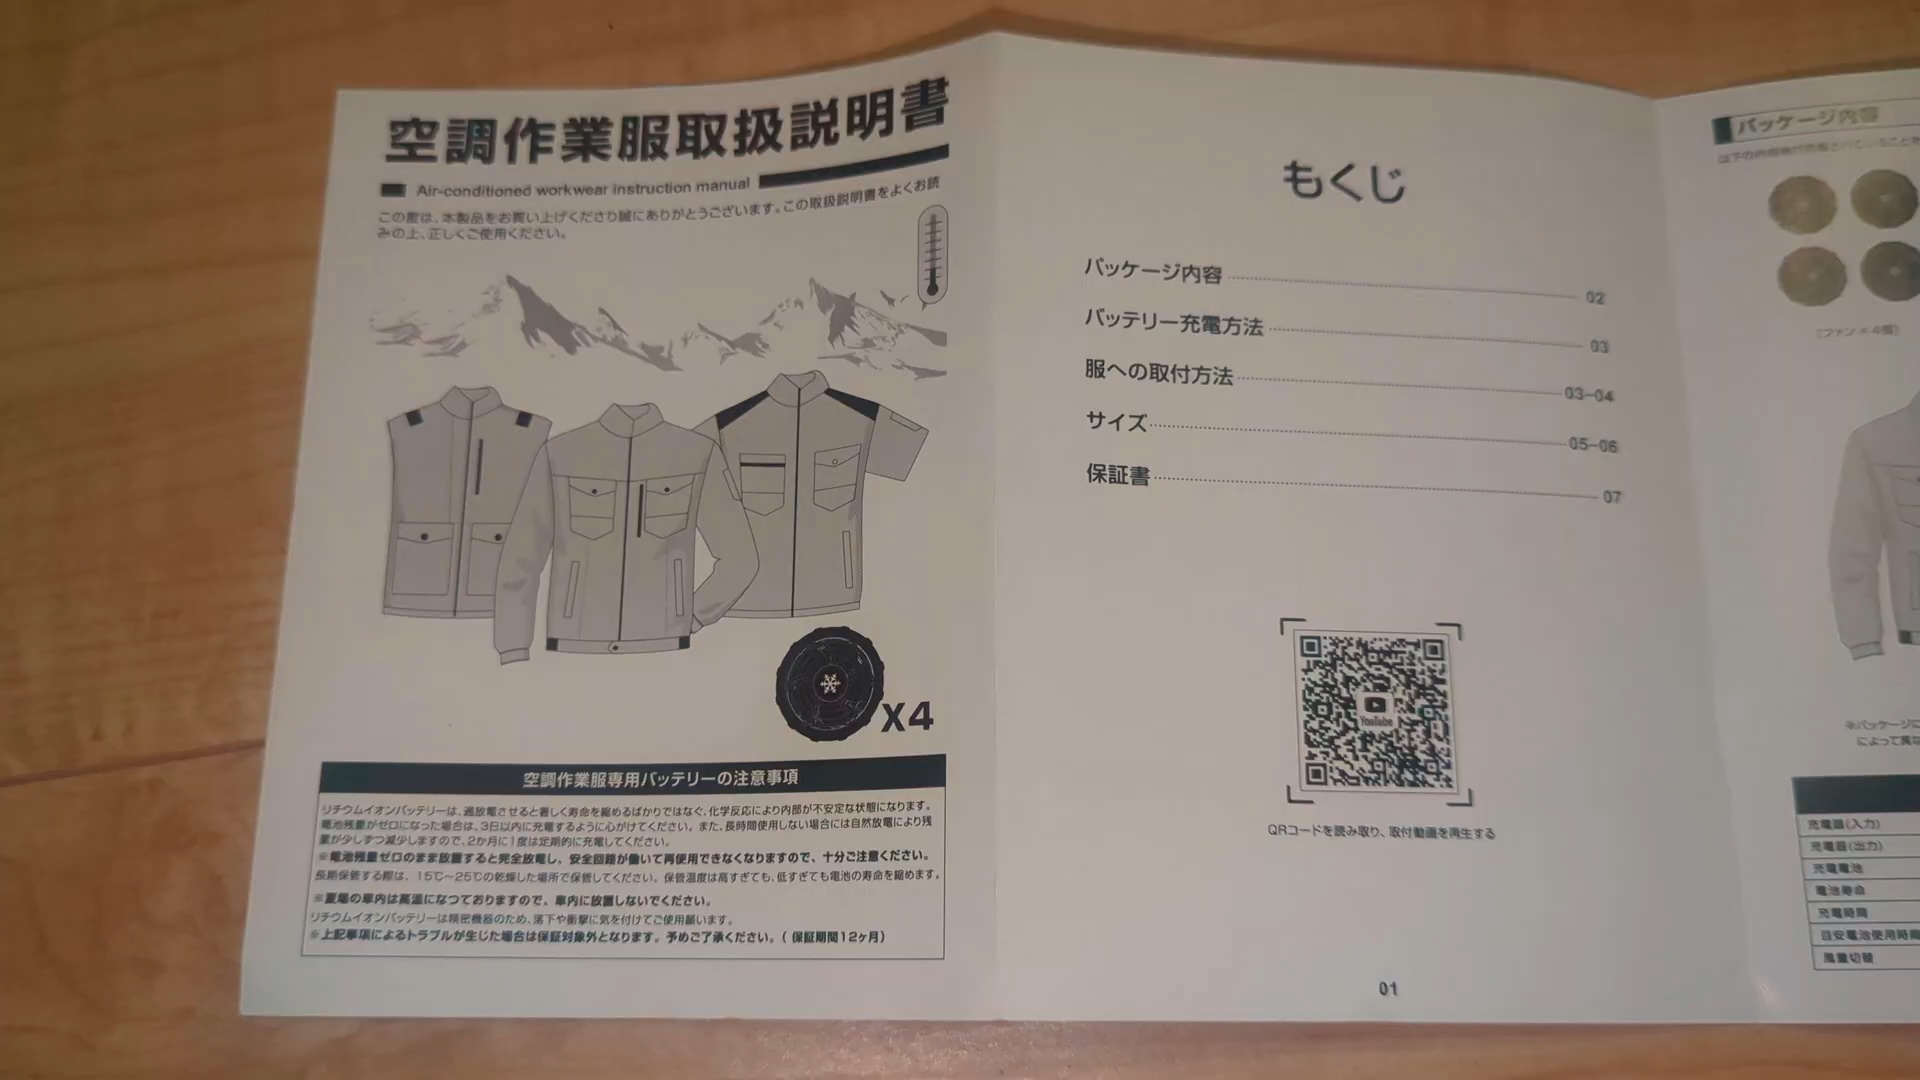 空調作業服取扱説明書
Air-conditioned workwear instruction manual
この度は、本製品をお買い上げくださり誠にありがとうございます。この取扱説明書をよくお読
みの上、正しくご使用ください。
X4
空調作業服専用バッテリーの注意事項
リチウムイオンバッテリーは、過放電させると著しく寿命を縮めるばかりではなく、化学反応により内部が不安定な状態になります。
電池残量がゼロになった場合は、3日以内に充電するように心がけてください。また、長時間使用しない場合には自然放電により残
量が少しずつ減少しますので、2か月に1度は定期的に充電してください。
※電池残量ゼロのまま放置すると完全放電し、安全回路が働いて再使用できなくなりますので、十分ご注意ください。
長期保管する際は、15℃~25℃の乾燥した場所で保管してください。保管温度は高すぎても、低すぎても電池の寿命を縮めます。
※夏場の車内は高温になっておりますので、車内に放置しないでください。
リチウムイオンバッテリーは精密機器のため、落下や衝撃に気を付けてご使用願います。
※上記事項によるトラブルが生じた場合は保証対象外となります。予めご了承ください。(保証期間12ヶ月)
もくじ
パッケージ内容 02
バッテリー充電方法 03
服への取付方法 03-04
サイズ 05-06
保証書 07
YouTube
QRコードを読み取り、取付動画を再生する
01
パッケージ内容
(ファン×4個)
※パッケージに
によって異な
充電器(入力)
充電器(出力)
充電電池
電池寿命
充電時間
目安電池使用時間
風量切替